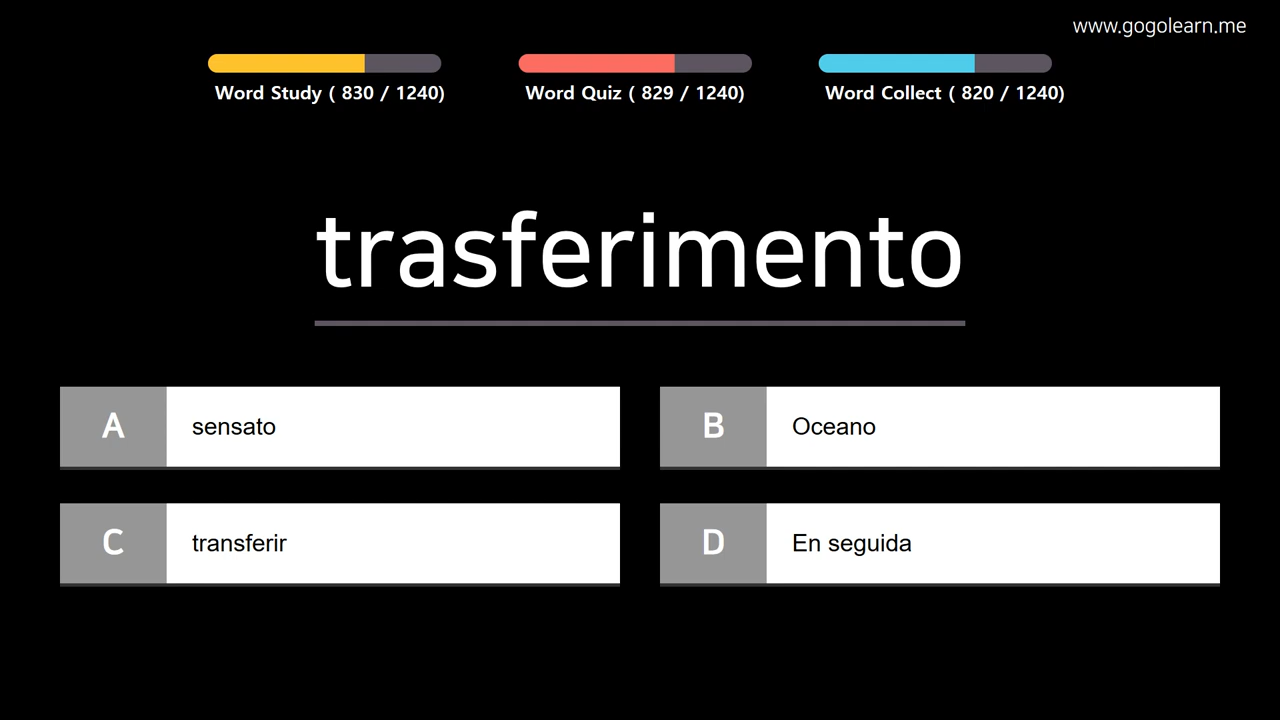 www.gogolearn.me
Word Study ( 830 / 1240)
Word Quiz ( 829 / 1240)
Word Collect ( 820 / 1240)
trasferimento
A
sensato
B
Oceano
C
transferir
D
En seguida